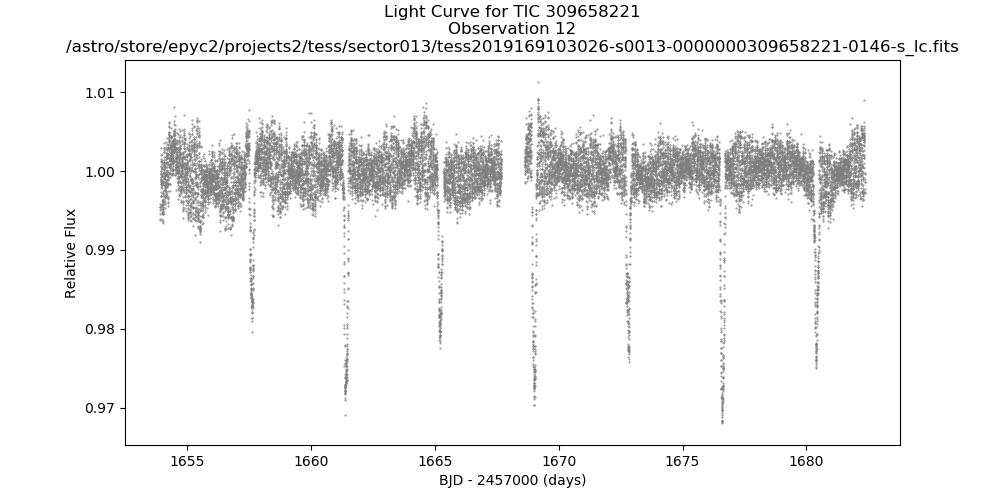 Light Curve for TIC 309658221
Observation 12
/astro/store/epyc2/projects2/tess/sector013/tess2019169103026-s0013-0000000309658221-0146-s_lc.fits
1.01
1.00
0.99
0.98
0.97
Relative Flux
1655
1660
1665
1670
1675
1680
BJD - 2457000 (days)